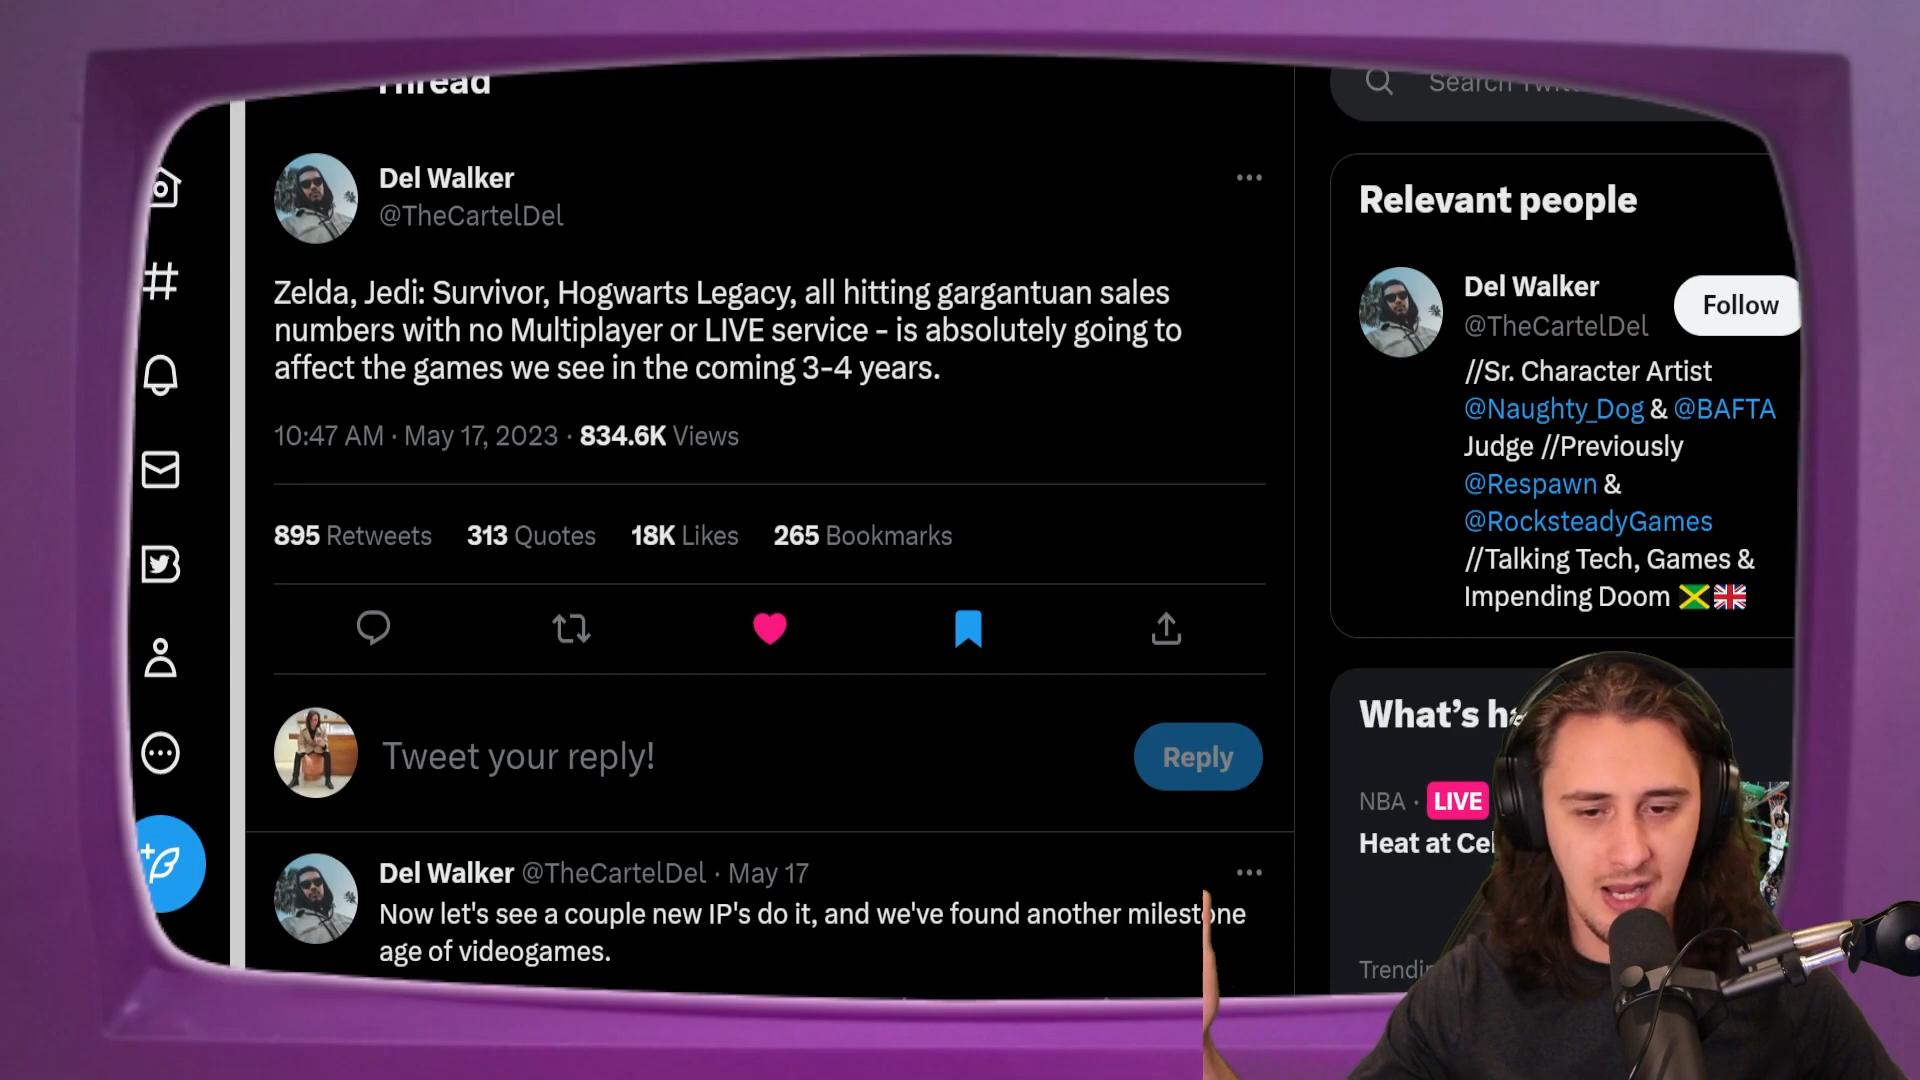 Thread
Search
Del Walker
@TheCartelDel
Zelda, Jedi: Survivor, Hogwarts Legacy, all hitting gargantuan sales
numbers with no Multiplayer or LIVE service - is absolutely going to
affect the games we see in the coming 3-4 years.
10:47 AM · May 17, 2023 · 834.6K Views
895 Retweets 313 Quotes 18K Likes 265 Bookmarks
Tweet your reply!
Reply
Del Walker @TheCartelDel · May 17
Now let's see a couple new IP's do it, and we've found another milestone
age of videogames.
Relevant people
Del Walker
@TheCartelDel
Follow
//Sr. Character Artist
@Naughty_Dog & @BAFTA
Judge //Previously
@Respawn &
@RocksteadyGames
//Talking Tech, Games &
Impending Doom 🇯🇲🇬🇧
What's
NBA · LIVE
Heat at